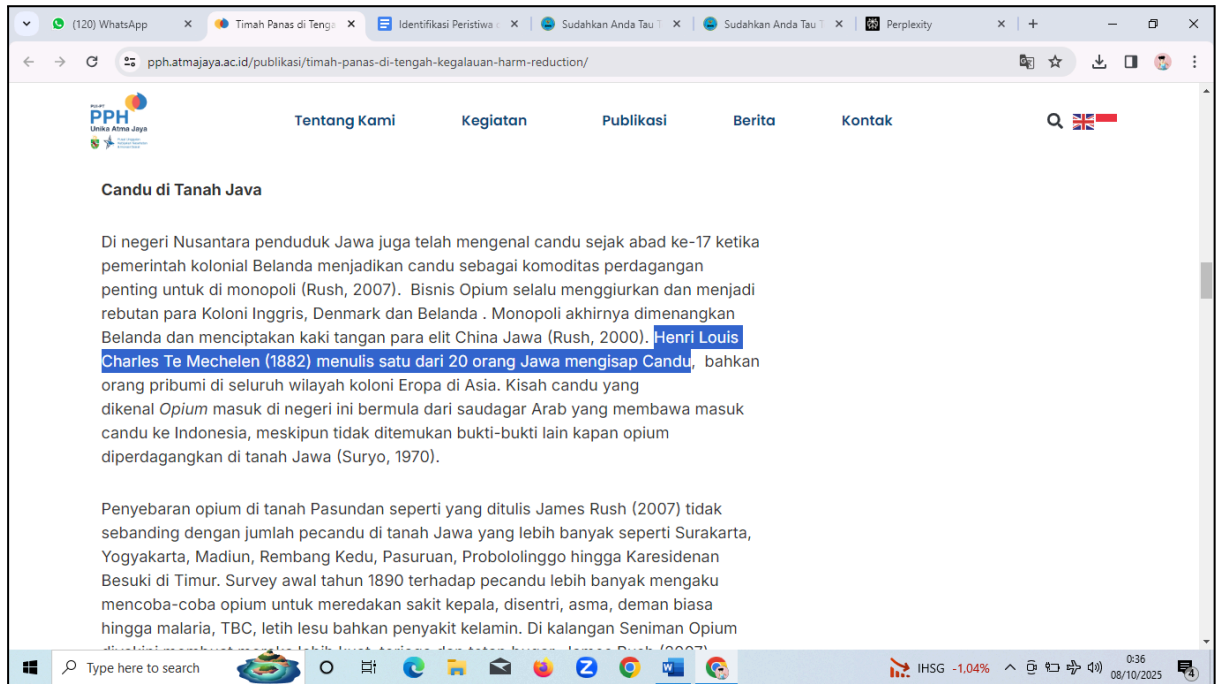 (120) WhatsApp
Timah Panas di Tenga
Identifikasi Peristiwa
Sudahkan Anda Tau T
Sudahkan Anda Tau T
Perplexity
pph.atmajaya.ac.id/publikasi/timah-panas-di-tengah-kegalauan-harm-reduction/
PPH
Unika Atma Jaya
Tentang Kami
Kegiatan
Publikasi
Berita
Kontak
Candu di Tanah Java
Di negeri Nusantara penduduk Jawa juga telah mengenal candu sejak abad ke-17 ketika
pemerintah kolonial Belanda menjadikan candu sebagai komoditas perdagangan
penting untuk di monopoli (Rush, 2007). Bisnis Opium selalu menggiurkan dan menjadi
rebutan para Koloni Inggris, Denmark dan Belanda . Monopoli akhirnya dimenangkan
Belanda dan menciptakan kaki tangan para elit China Jawa (Rush, 2000). Henri Louis
Charles Te Mechelen (1882) menulis satu dari 20 orang Jawa mengisap Candu, bahkan
orang pribumi di seluruh wilayah koloni Eropa di Asia. Kisah candu yang
dikenal Opium masuk di negeri ini bermula dari saudagar Arab yang membawa masuk
candu ke Indonesia, meskipun tidak ditemukan bukti-bukti lain kapan opium
diperdagangkan di tanah Jawa (Suryo, 1970).
Penyebaran opium di tanah Pasundan seperti yang ditulis James Rush (2007) tidak
sebanding dengan jumlah pecandu di tanah Jawa yang lebih banyak seperti Surakarta,
Yogyakarta, Madiun, Rembang Kedu, Pasuruan, Probololinggo hingga Karesidenan
Besuki di Timur. Survey awal tahun 1890 terhadap pecandu lebih banyak mengaku
mencoba-coba opium untuk meredakan sakit kepala, disentri, asma, deman biasa
hingga malaria, TBC, letih lesu bahkan penyakit kelamin. Di kalangan Seniman Opium
Type here to search
IHSG -1,04%
0:36
08/10/2025
4